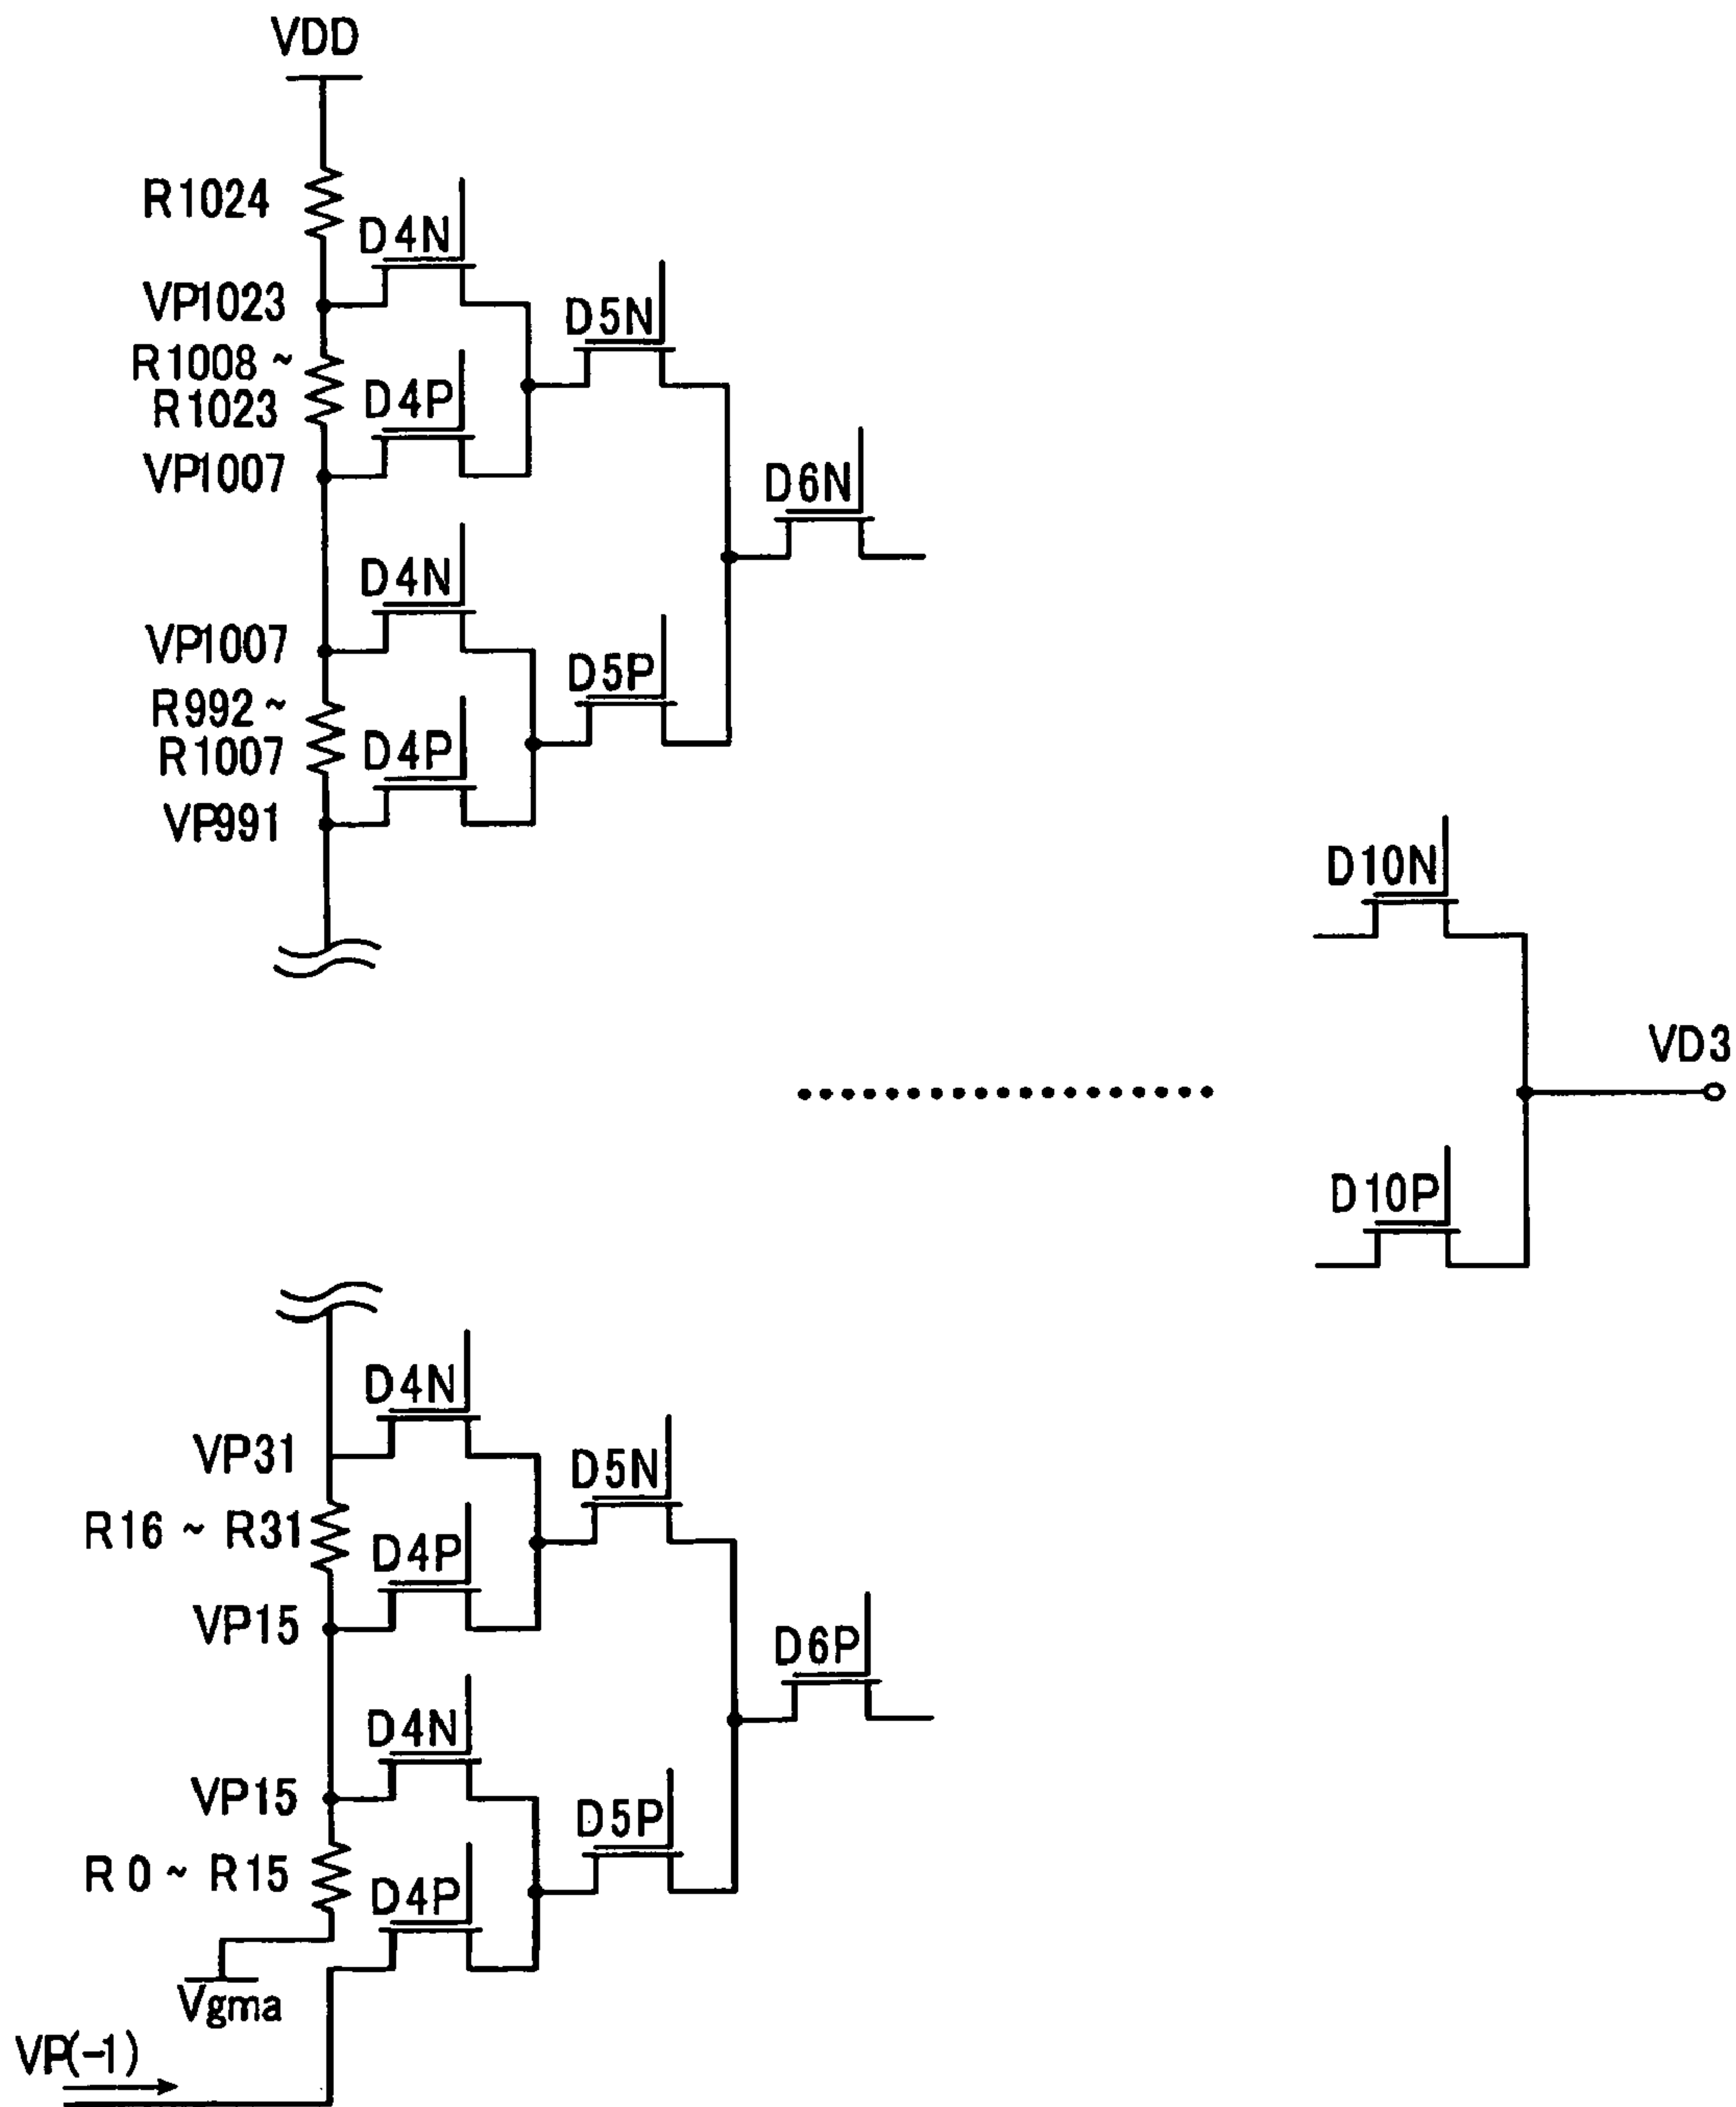 VDD
R1024
D4N
VP1023
D5N
R1008~
R1023
D4P
VP1007
D6N
D4N
VP1007
D5P
R992~
R1007
D4P
VP991
D10N
VD3
D10P
D4N
VP31
D5N
R16 ~ R31
D4P
VP15
D6P
D4N
VP15
D5P
R0 ~ R15
D4P
Vgma
VP(-1)